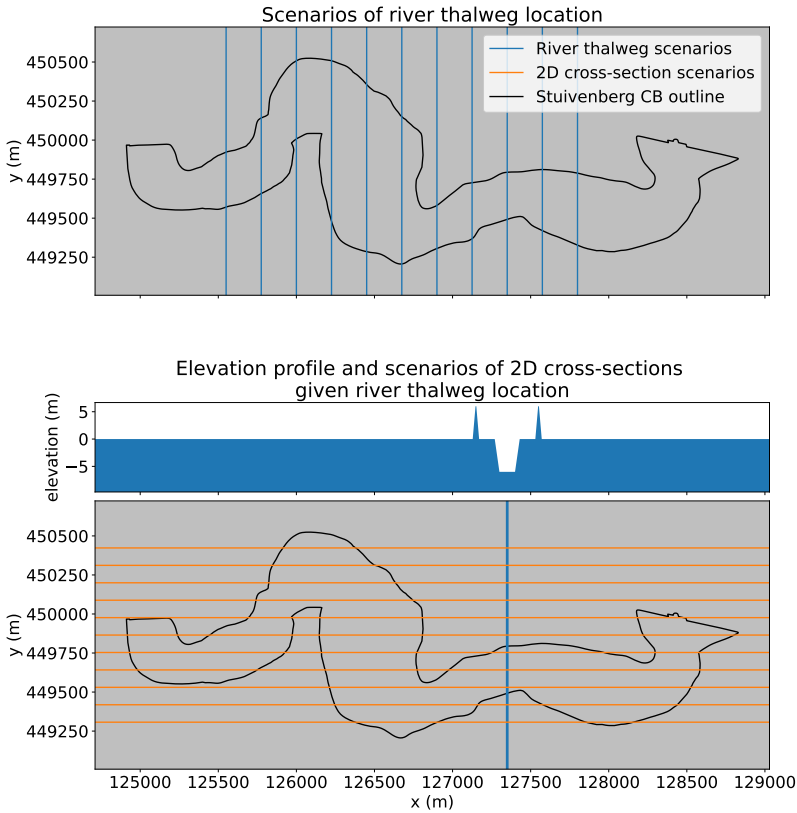 Scenarios of river thalweg location
River thalweg scenarios
2D cross-section scenarios
Stuivenberg CB outline
y (m)
450500
450250
450000
449750
449500
449250
Elevation profile and scenarios of 2D cross-sections
given river thalweg location
elevation (m)
5
0
−5
y (m)
450500
450250
450000
449750
449500
449250
125000 125500 126000 126500 127000 127500 128000 128500 129000
x (m)